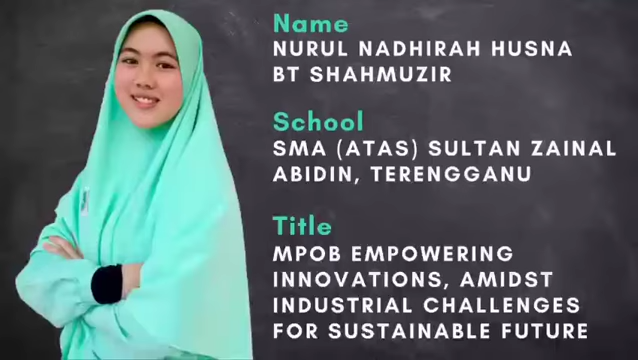 Name
NURUL NADHIRAH HUSNA
BT SHAHMUZIR
School
SMA (ATAS) SULTAN ZAINAL
ABIDIN, TERENGGANU
Title
MPOB EMPOWERING
INNOVATIONS, AMIDST
INDUSTRIAL CHALLENGES
FOR SUSTAINABLE FUTURE